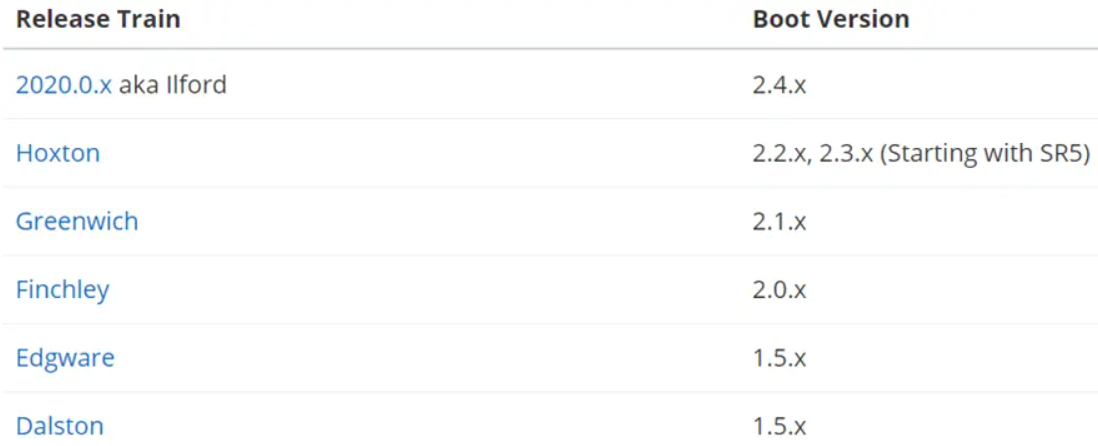 Release Train Boot Version
2020.0.x aka Ilford 2.4.x
Hoxton 2.2.x, 2.3.x (Starting with SR5)
Greenwich 2.1.x
Finchley 2.0.x
Edgware 1.5.x
Dalston 1.5.x